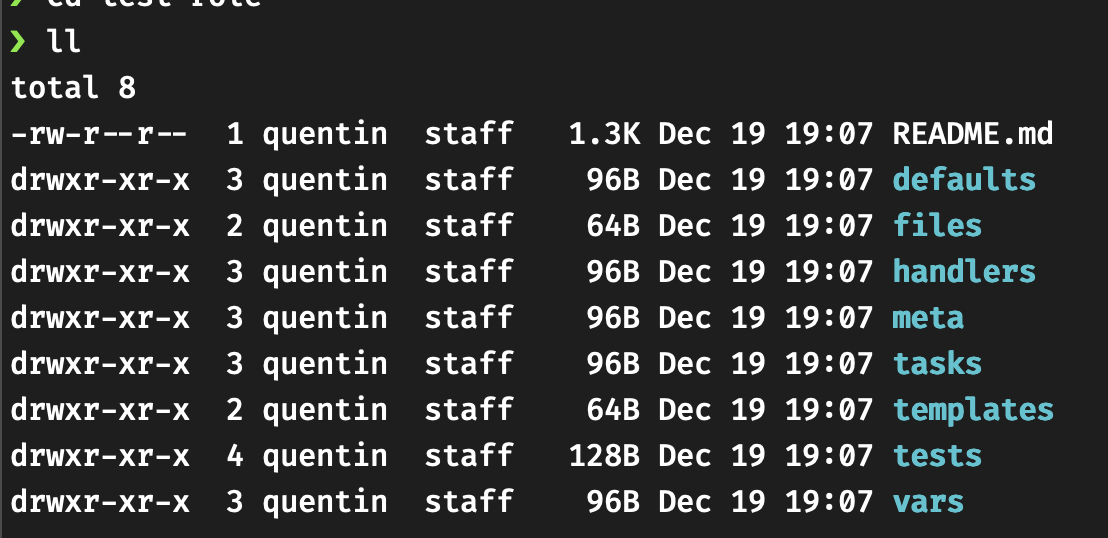 ❯ cd test-role
❯ ll
total 8
-rw-r--r--  1 quentin  staff   1.3K Dec 19 19:07 README.md
drwxr-xr-x  3 quentin  staff    96B Dec 19 19:07 defaults
drwxr-xr-x  2 quentin  staff    64B Dec 19 19:07 files
drwxr-xr-x  3 quentin  staff    96B Dec 19 19:07 handlers
drwxr-xr-x  3 quentin  staff    96B Dec 19 19:07 meta
drwxr-xr-x  3 quentin  staff    96B Dec 19 19:07 tasks
drwxr-xr-x  2 quentin  staff    64B Dec 19 19:07 templates
drwxr-xr-x  4 quentin  staff   128B Dec 19 19:07 tests
drwxr-xr-x  3 quentin  staff    96B Dec 19 19:07 vars